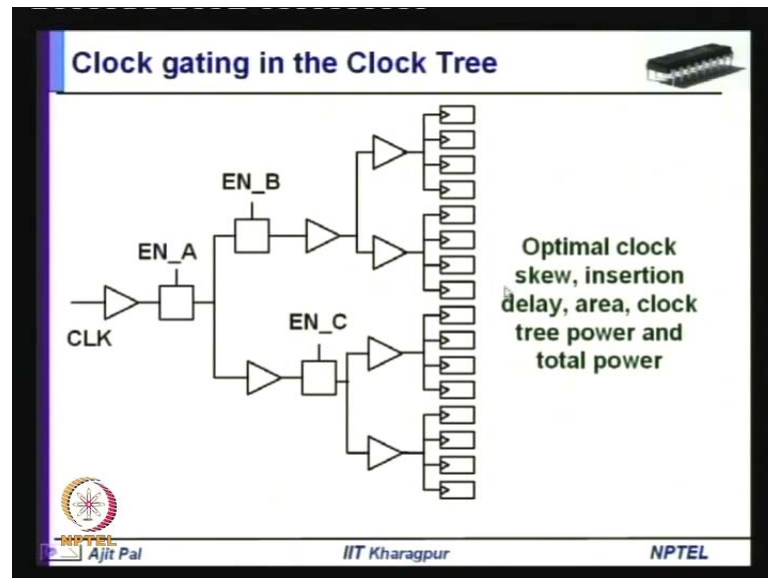 Clock gating in the Clock Tree
EN_B
EN_A
EN_C
CLK
Optimal clock
skew, insertion
delay, area, clock
tree power and
total power
NPTEL
Ajit Pal
IIT Kharagpur
NPTEL